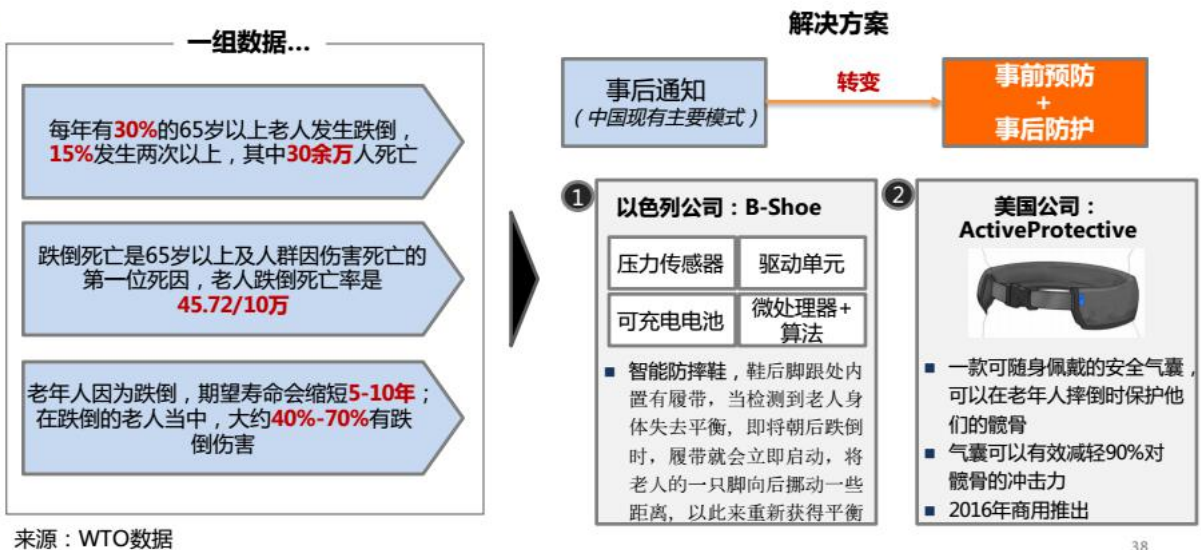 一组数据...
每年有30%的65岁以上老人发生跌倒，
15%发生两次以上，其中30余万人死亡
跌倒死亡是65岁以上及人群因伤害死亡的
第一位死因，老人跌倒死亡率是
45.72/10万
老年人因为跌倒，期望寿命会缩短5-10年；
在跌倒的老人当中，大约40%-70%有跌
倒伤害
来源：WTO数据
解决方案
事后通知
（中国现有主要模式）
转变
事前预防
+
事后防护
1
以色列公司：B-Shoe
压力传感器
驱动单元
可充电电池
微处理器+
算法
■ 智能防摔鞋，鞋后脚跟处内
置有履带，当检测到老人身
体失去平衡，即将朝后跌倒
时，履带就会立即启动，将
老人的一只脚向后挪动一些
距离，以此来重新获得平衡
2
美国公司：
ActiveProtective
■ 一款可随身佩戴的安全气囊，
可以在老年人摔倒时保护他
们的髋骨
■ 气囊可以有效减轻90%对
髋骨的冲击力
■ 2016年商用推出
38